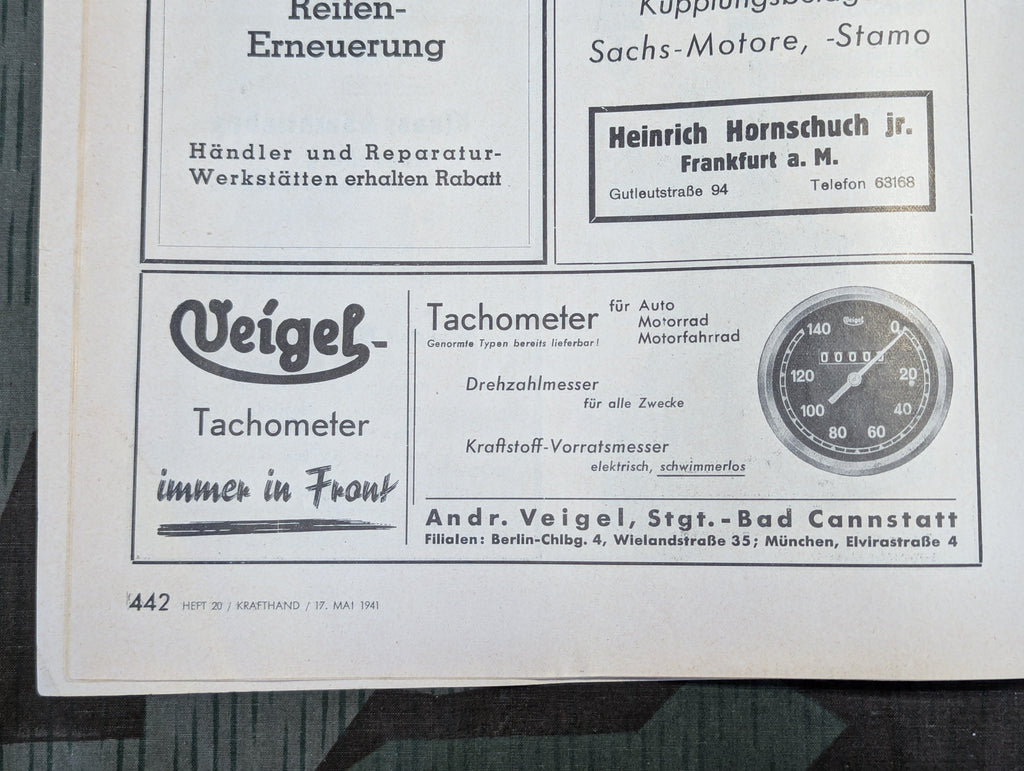 Reifen-
Erneuerung
Händler und Reparatur-
Werkstätten erhalten Rabatt
Kupplungsbeläge
Sachs-Motore, -Stamo
Heinrich Hornschuch jr.
Frankfurt a. M.
Gutleutstraße 94 Telefon 63168
Veigel-
Tachometer
immer in Front
Tachometer für Auto
Motorrad
Motorfahrrad
Genormte Typen bereits lieferbar!
Drehzahlmesser
für alle Zwecke
Kraftstoff-Vorratsmesser
elektrisch, schwimmerlos
Veigel
140 0
00005
120 20
100 40
80 60
Andr. Veigel, Stgt.-Bad Cannstatt
Filialen: Berlin-Chlbg. 4, Wielandstraße 35; München, Elvirastraße 4
442 HEFT 20 / KRAFTHAND / 17. MAI 1941